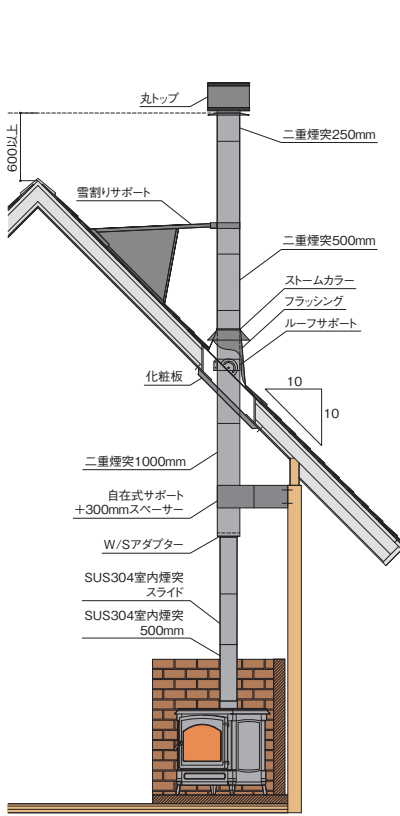 丸トップ
二重煙突250mm
600以上
雪割りサポート
二重煙突500mm
ストームカラー
フラッシング
ルーフサポート
化粧板
10
10
二重煙突1000mm
自在式サポート
+300mmスペーサー
W/Sアダプター
SUS304室内煙突
スライド
SUS304室内煙突
500mm